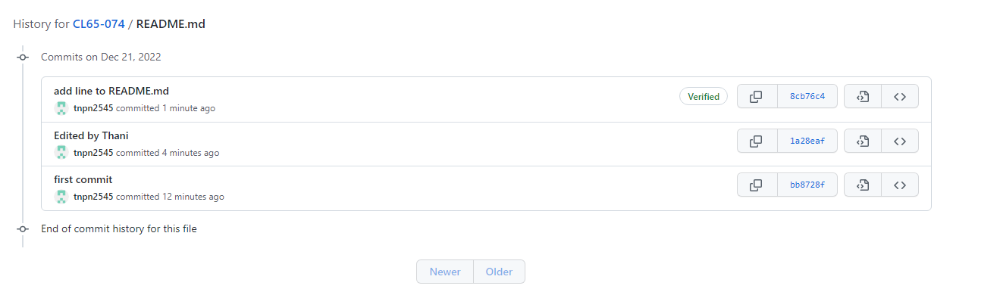 History for CL65-074 / README.md
Commits on Dec 21, 2022
add line to README.md
tnpn2545 committed 1 minute ago
Verified
8cb76c4
Edited by Thani
tnpn2545 committed 4 minutes ago
1a28eaf
first commit
tnpn2545 committed 12 minutes ago
bb8728f
End of commit history for this file
Newer Older